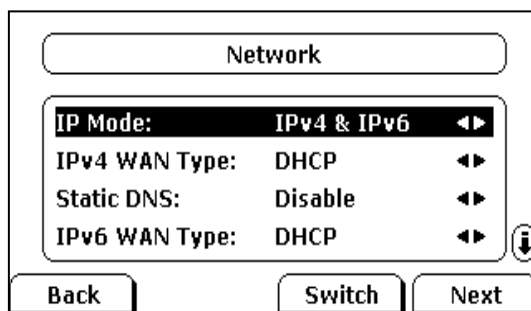 Network
IP Mode: IPv4 & IPv6
IPv4 WAN Type: DHCP
Static DNS: Disable
IPv6 WAN Type: DHCP
Back Switch Next